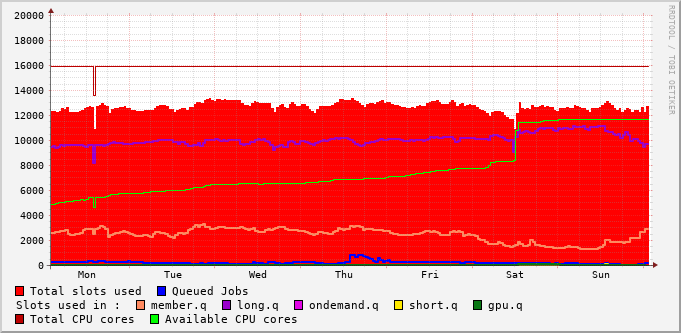 20000
18000
16000
14000
12000
10000
8000
6000
4000
2000
0
Mon Tue Wed Thu Fri Sat Sun
RRDTOOL / TOBI OETIKER
Total slots used Queued Jobs
Slots used in : member.q long.q ondemand.q short.q gpu.q
Total CPU cores Available CPU cores